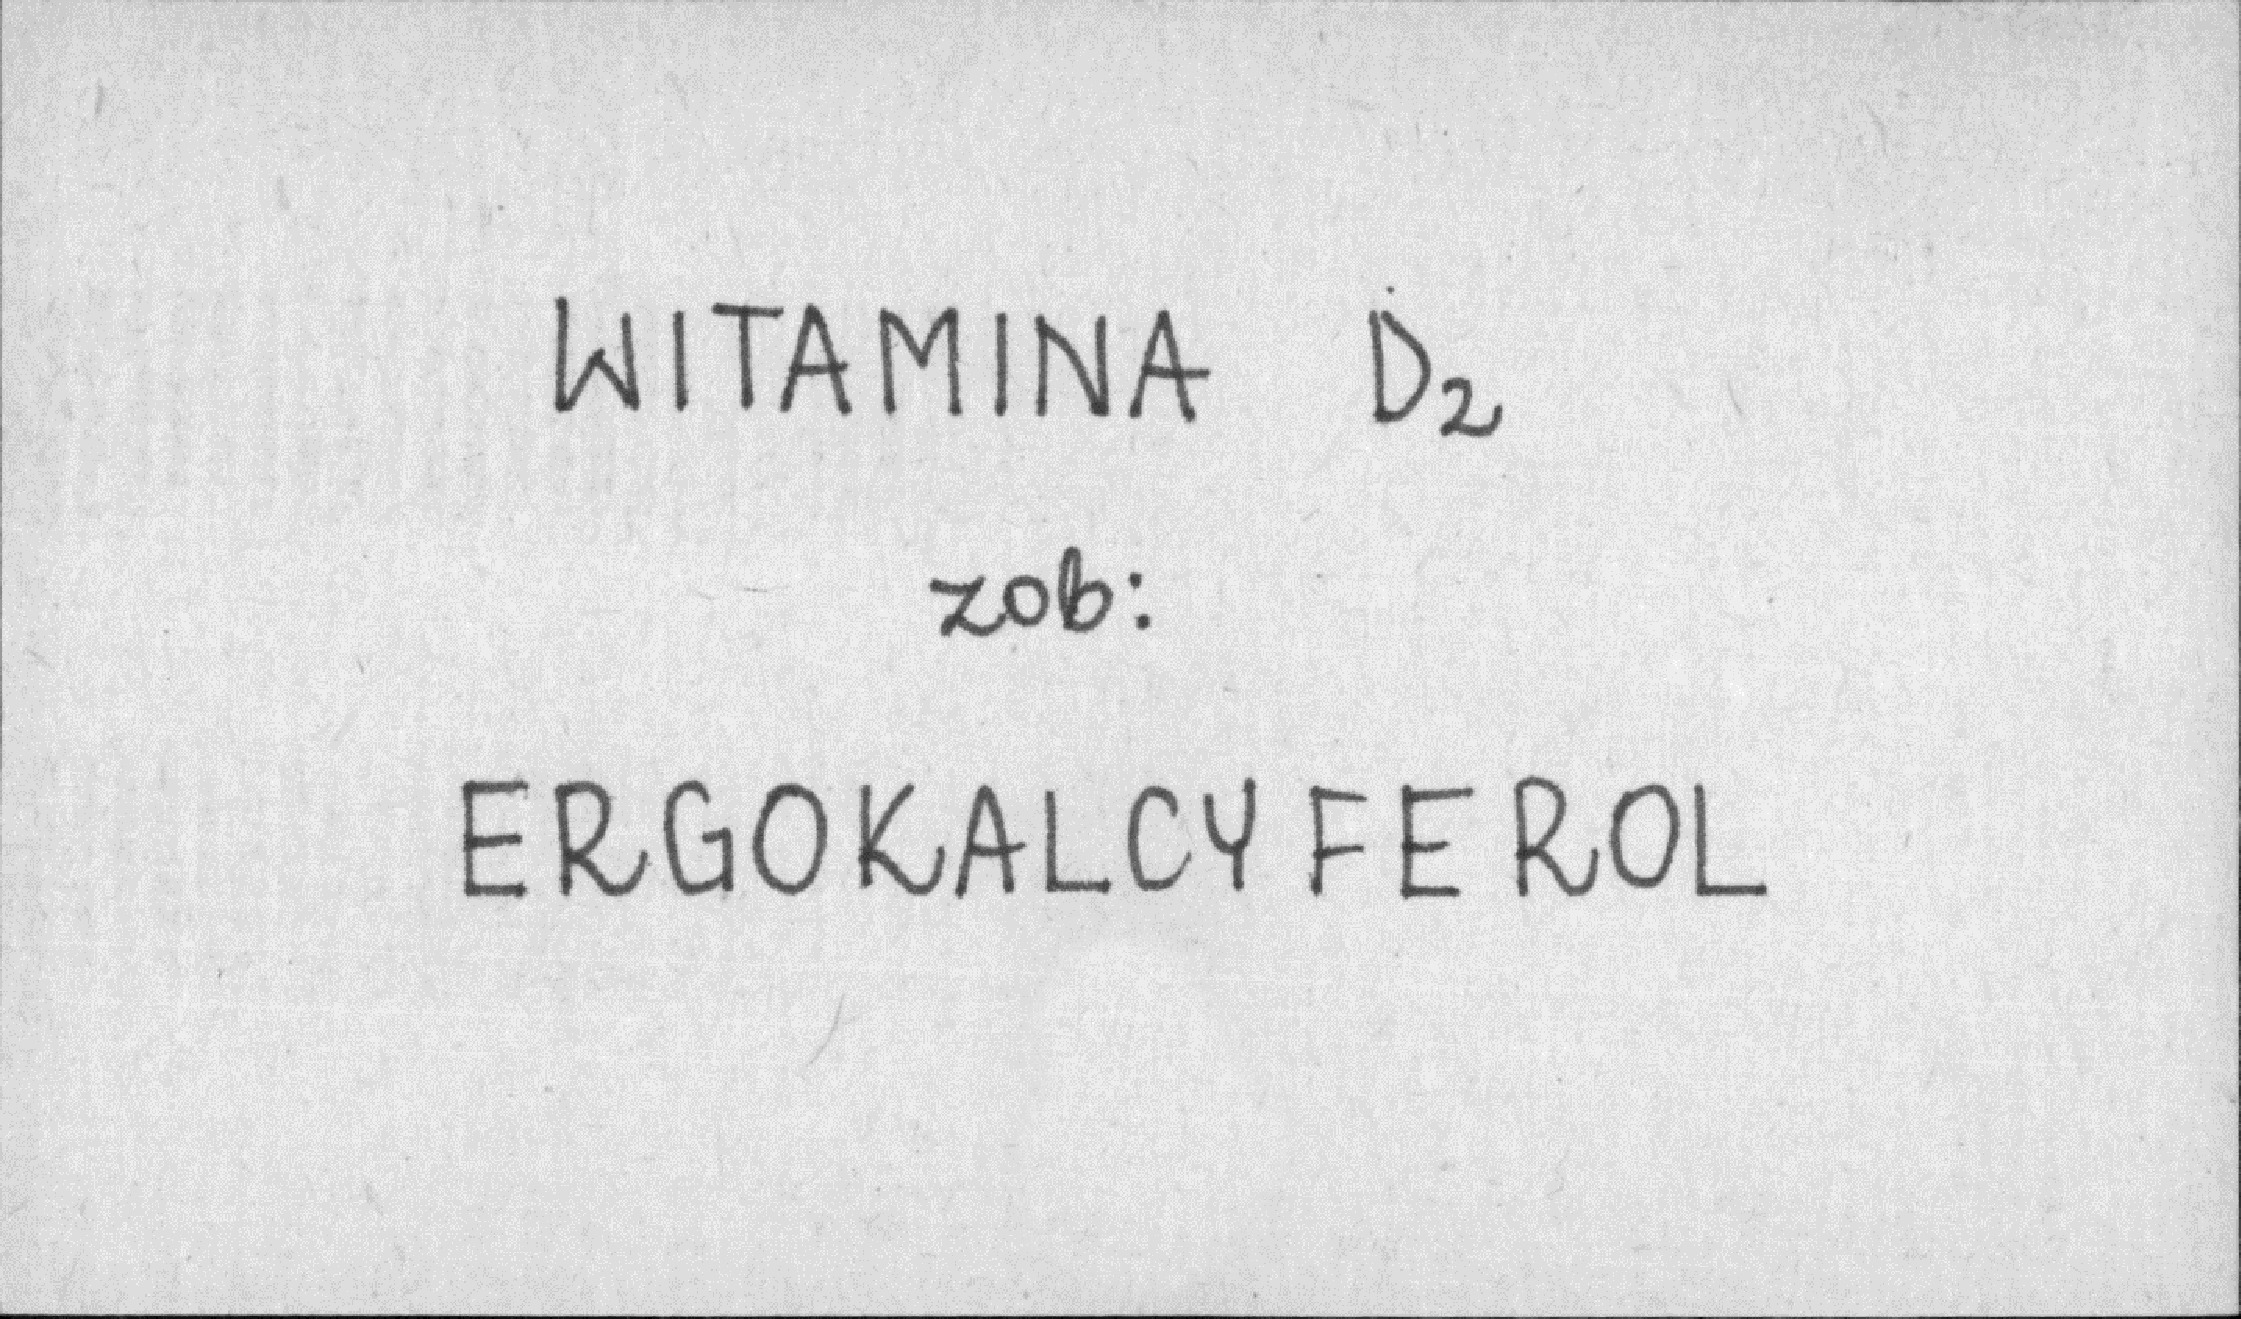 WITAMINA D₂
zob:
ERGOKALCYFEROL